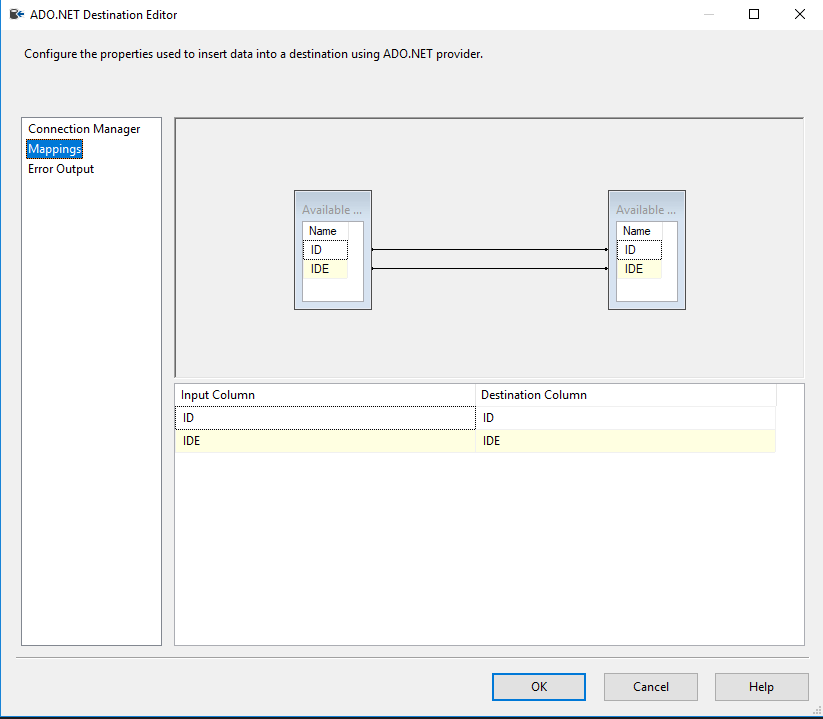 ADO.NET Destination Editor
Configure the properties used to insert data into a destination using ADO.NET provider.
Connection Manager
Mappings
Error Output
Available ...
Name
ID
IDE
Available ...
Name
ID
IDE
Input Column Destination Column
ID ID
IDE IDE
OK Cancel Help